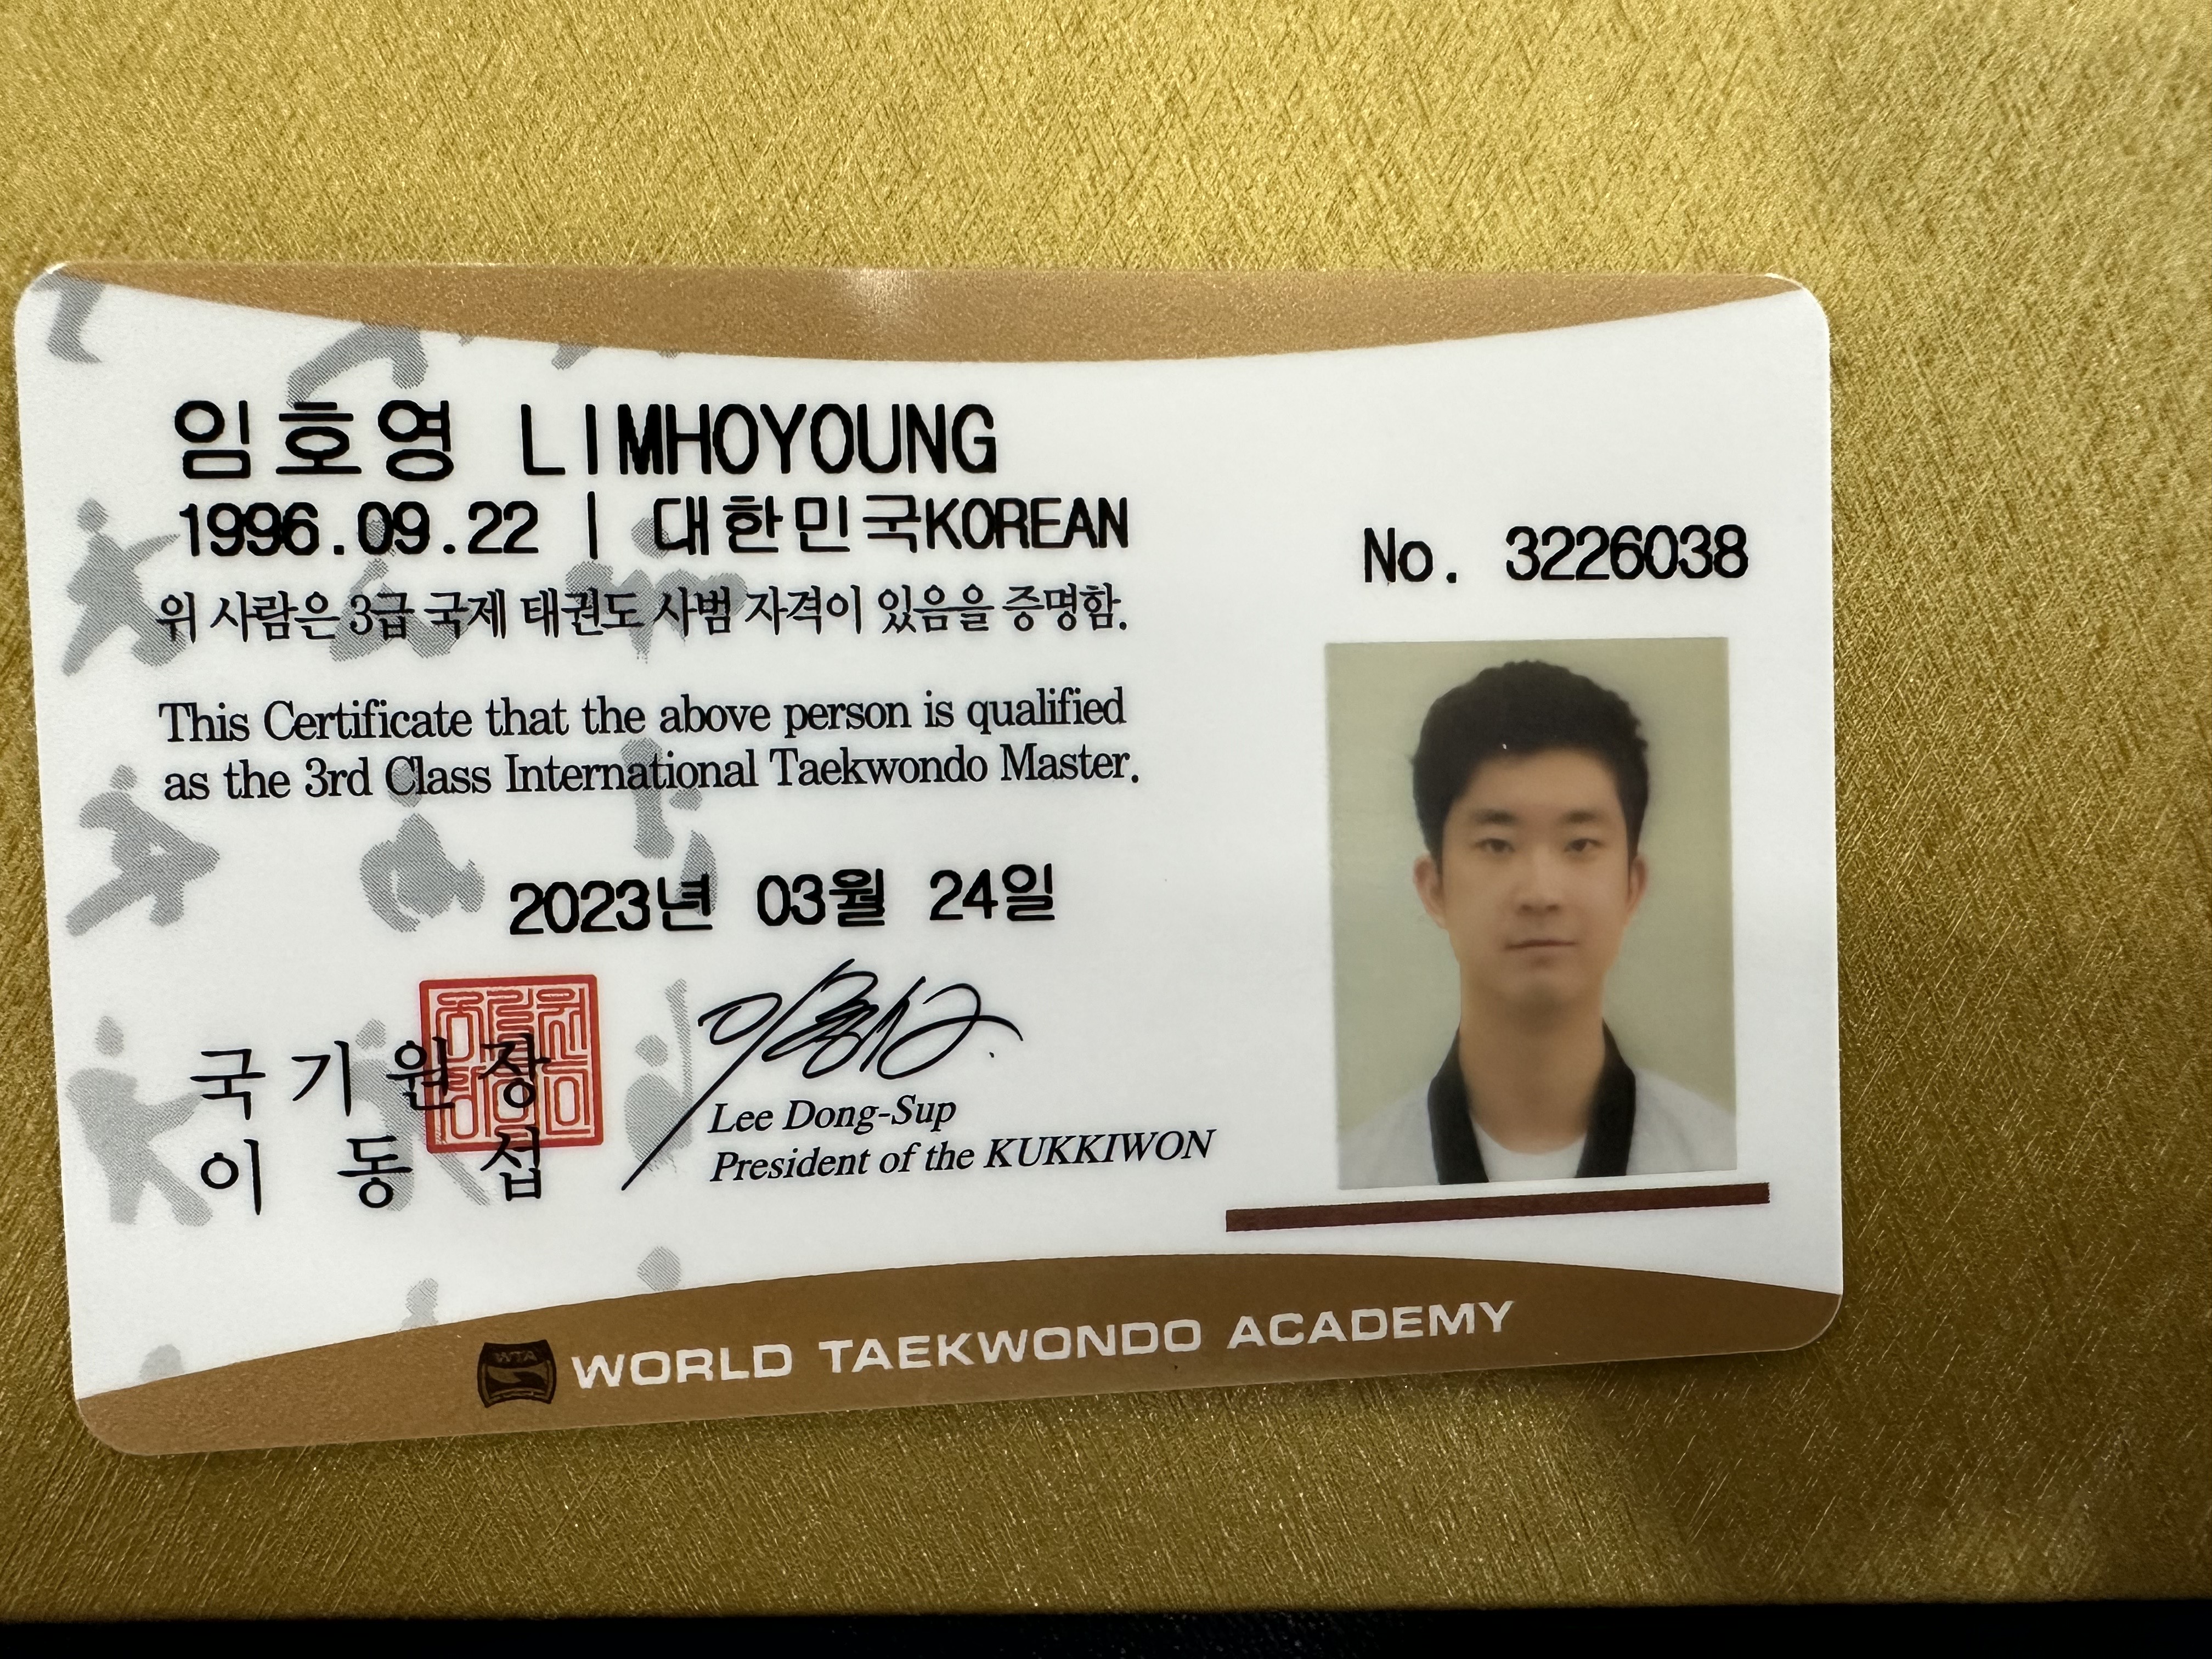 임호영 LIMHOYOUNG
1996.09.22 | 대한민국KOREAN
No. 3226038
위 사람은 3급 국제 태권도 사범 자격이 있음을 증명함.
This Certificate that the above person is qualified
as the 3rd Class International Taekwondo Master.
2023년 03월 24일
국기원장
이동섭
Lee Dong-Sup
President of the KUKKIWON
WTA
WORLD TAEKWONDO ACADEMY